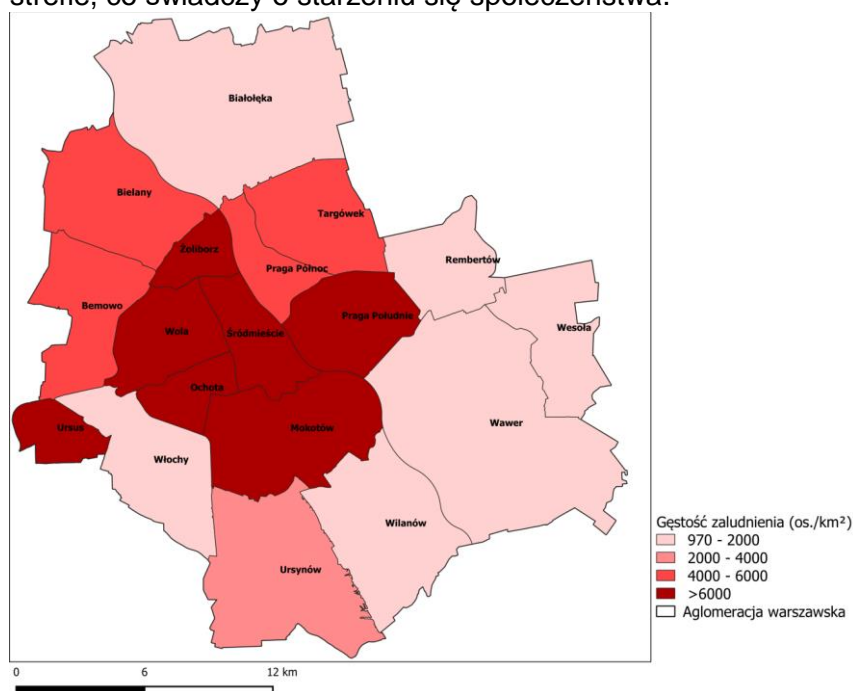 strefie, co świadczy o starzeniu się społeczeństwa.
Białołęka
Bielany
Targówek
Żoliborz
Rembertów
Praga Północ
Bemowo
Praga Południe
Wola
Śródmieście
Wesoła
Ochota
Wawer
Ursus
Mokotów
Włochy
Wilanów
Ursynów
Gęstość zaludnienia (os./km²)
970 - 2000
2000 - 4000
4000 - 6000
>6000
Aglomeracja warszawska
0 6 12 km